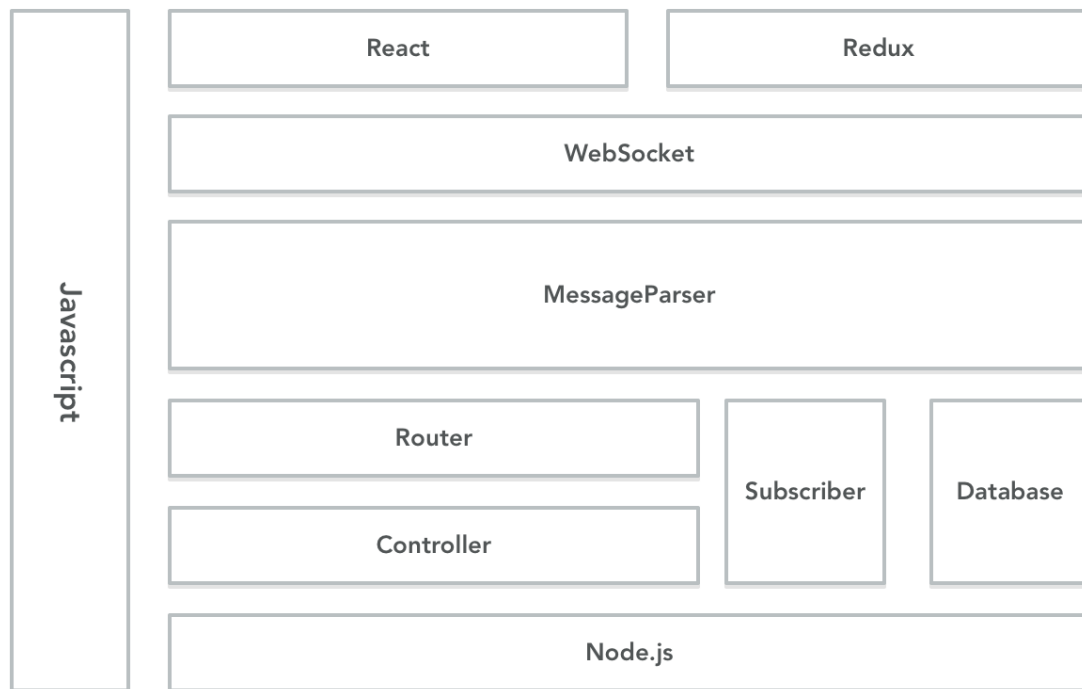 Javascript
React
Redux
WebSocket
MessageParser
Router
Subscriber
Database
Controller
Node.js